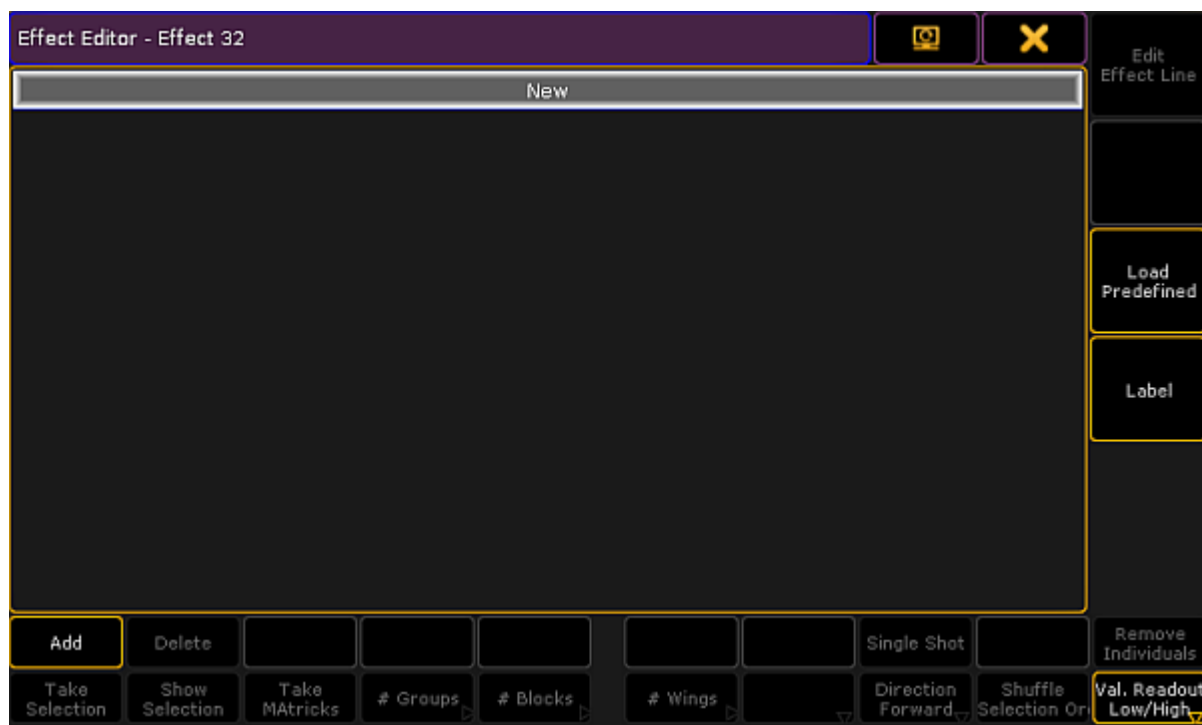 Effect Editor - Effect 32
Edit
Effect Line
New
Load
Predefined
Label
Add
Delete
Single Shot
Remove
Individuals
Take
Selection
Show
Selection
Take
MAtricks
# Groups
# Blocks
# Wings
Direction
Forward
Shuffle
Selection Or
Val. Readout
Low/High